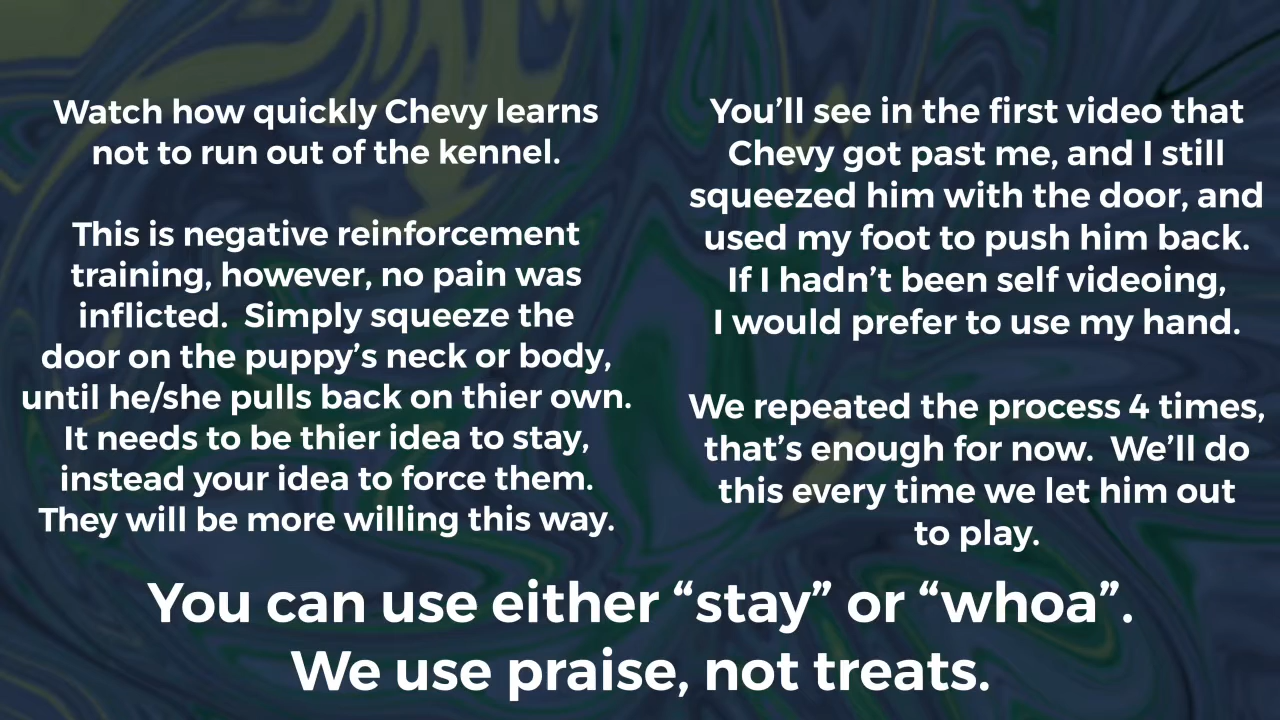 Watch how quickly Chevy learns
not to run out of the kennel.
This is negative reinforcement
training, however, no pain was
inflicted.  Simply squeeze the
door on the puppy’s neck or body,
until he/she pulls back on thier own.
It needs to be thier idea to stay,
instead your idea to force them.
They will be more willing this way.
You’ll see in the first video that
Chevy got past me, and I still
squeezed him with the door, and
used my foot to push him back.
If I hadn’t been self videoing,
I would prefer to use my hand.
We repeated the process 4 times,
that’s enough for now.  We’ll do
this every time we let him out
to play.
You can use either “stay” or “whoa”.
We use praise, not treats.